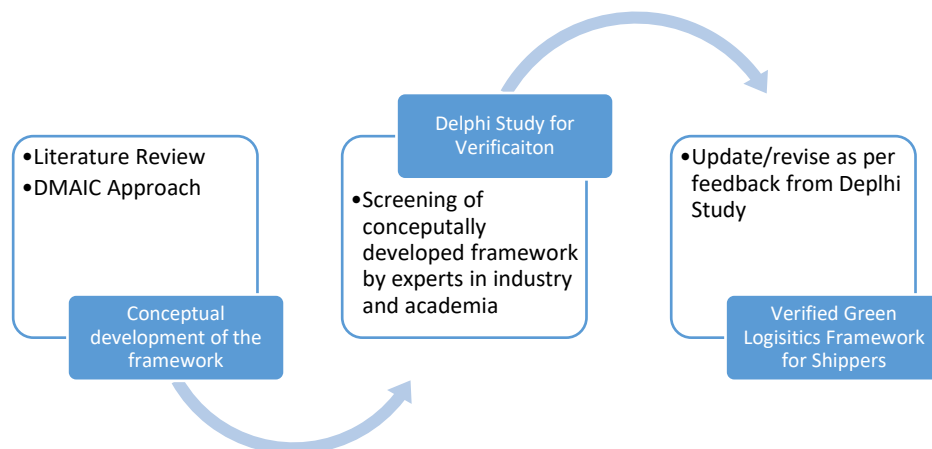 •Literature Review
•DMAIC Approach
Conceptual
development of the
framework
Delphi Study for
Verificaiton
•Screening of
conceputally
developed framework
by experts in industry
and academia
•Update/revise as per
feedback from Deplhi
Study
Verified Green
Logisitics Framework
for Shippers